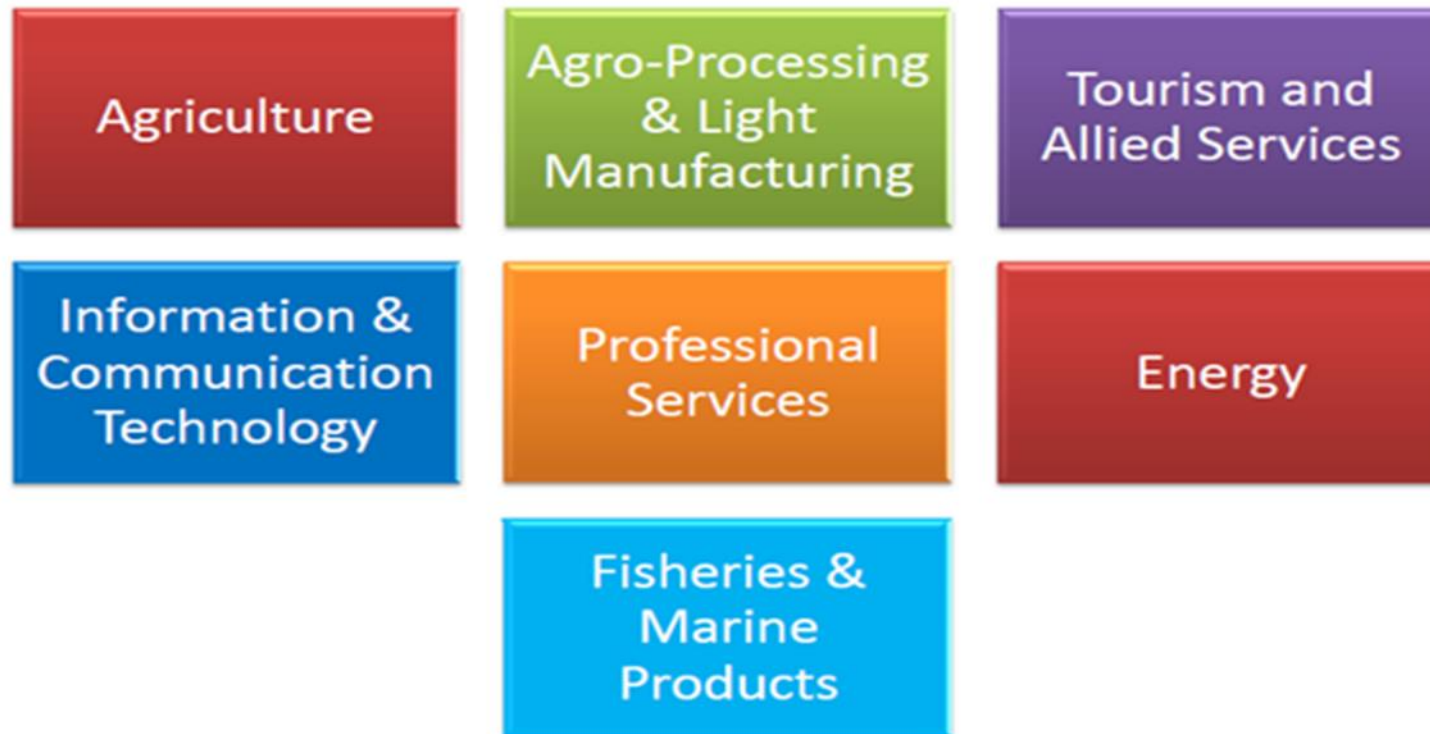 Agriculture
Agro-Processing
& Light
Manufacturing
Tourism and
Allied Services
Information &
Communication
Technology
Professional
Services
Energy
Fisheries &
Marine
Products